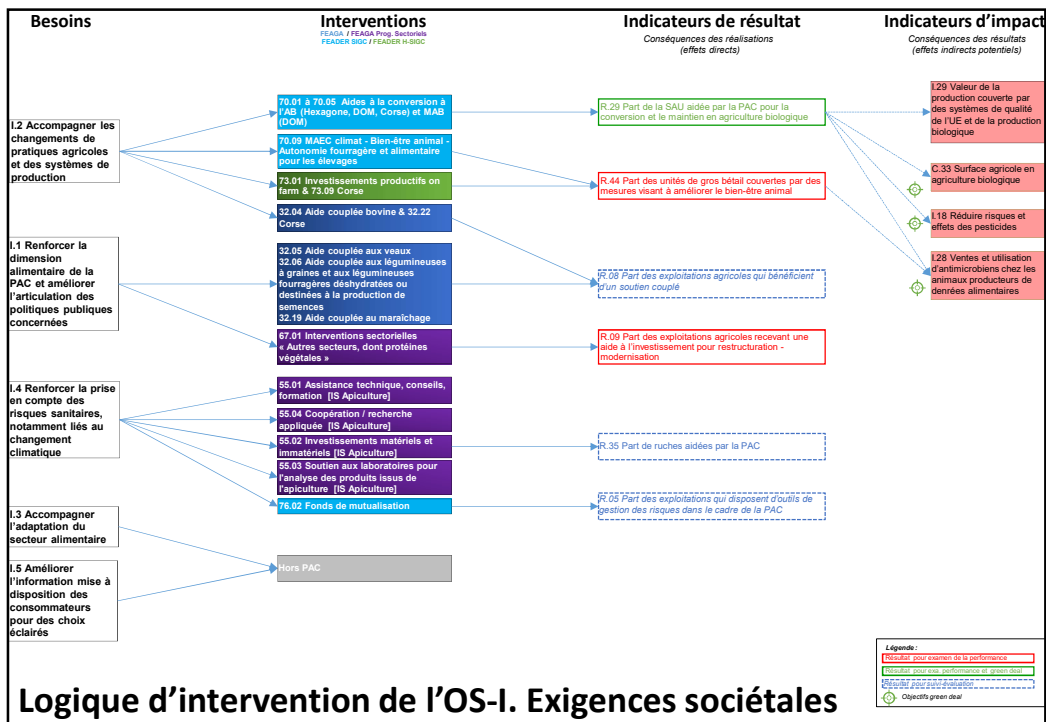 Besoins
Interventions
FEAGA / FEAGA Prog. Sectoriels
FEADER SIGC / FEADER H-SIGC
Indicateurs de résultat
Conséquences des réalisations
(effets directs)
Indicateurs d'impact
Conséquences des résultats
(effets indirects potentiels)
I.2 Accompagner les
changements de
pratiques agricoles
et des systèmes de
production
I.1 Renforcer la
dimension
alimentaire de la
PAC et améliorer
l'articulation des
politiques publiques
concernées
I.4 Renforcer la prise
en compte des
risques sanitaires,
notamment liés au
changement
climatique
I.3 Accompagner
l'adaptation du
secteur alimentaire
I.5 Améliorer
l'information mise à
disposition des
consommateurs
pour des choix
éclairés
70.01 à 70.05 Aides à la conversion à
l'AB (Hexagone, DOM, Corse) et MAB
(DOM)
70.09 MAEC climat - Bien-être animal -
Autonomie fourragère et alimentaire
pour les élevages
73.01 Investissements productifs on
farm & 73.09 Corse
32.04 Aide couplée bovine & 32.22
Corse
32.05 Aide couplée aux veaux
32.06 Aide couplée aux légumineuses
à graines et aux légumineuses
fourragères déshydratées ou
destinées à la production de
semences
32.19 Aide couplée au maraîchage
67.01 Interventions sectorielles
« Autres secteurs, dont protéines
végétales »
55.01 Assistance technique, conseils,
formation [IS Apiculture]
55.04 Coopération / recherche
appliquée [IS Apiculture]
55.02 Investissements matériels et
immatériels [IS Apiculture]
55.03 Soutien aux laboratoires pour
l'analyse des produits issus de
l'apiculture [IS Apiculture]
76.02 Fonds de mutualisation
Hors PAC
R.29 Part de la SAU aidée par la PAC pour la
conversion et le maintien en agriculture biologique
R.44 Part des unités de gros bétail couvertes par des
mesures visant à améliorer le bien-être animal
R.08 Part des exploitations agricoles qui bénéficient
d'un soutien couplé
R.09 Part des exploitations agricoles recevant une
aide à l'investissement pour restructuration -
modernisation
R.35 Part de ruches aidées par la PAC
R.05 Part des exploitations qui disposent d'outils de
gestion des risques dans le cadre de la PAC
I.29 Valeur de la
production couverte par
des systèmes de qualité
de l'UE et de la production
biologique
C.33 Surface agricole en
agriculture biologique
I.18 Réduire risques et
effets des pesticides
I.28 Ventes et utilisation
d'antimicrobiens chez les
animaux producteurs de
denrées alimentaires
Légende :
Résultat pour examen de la performance
Résultat pour exa. performance et green deal
Résultat pour suivi-évaluation
Objectifs green deal
Logique d'intervention de l'OS-I. Exigences sociétales